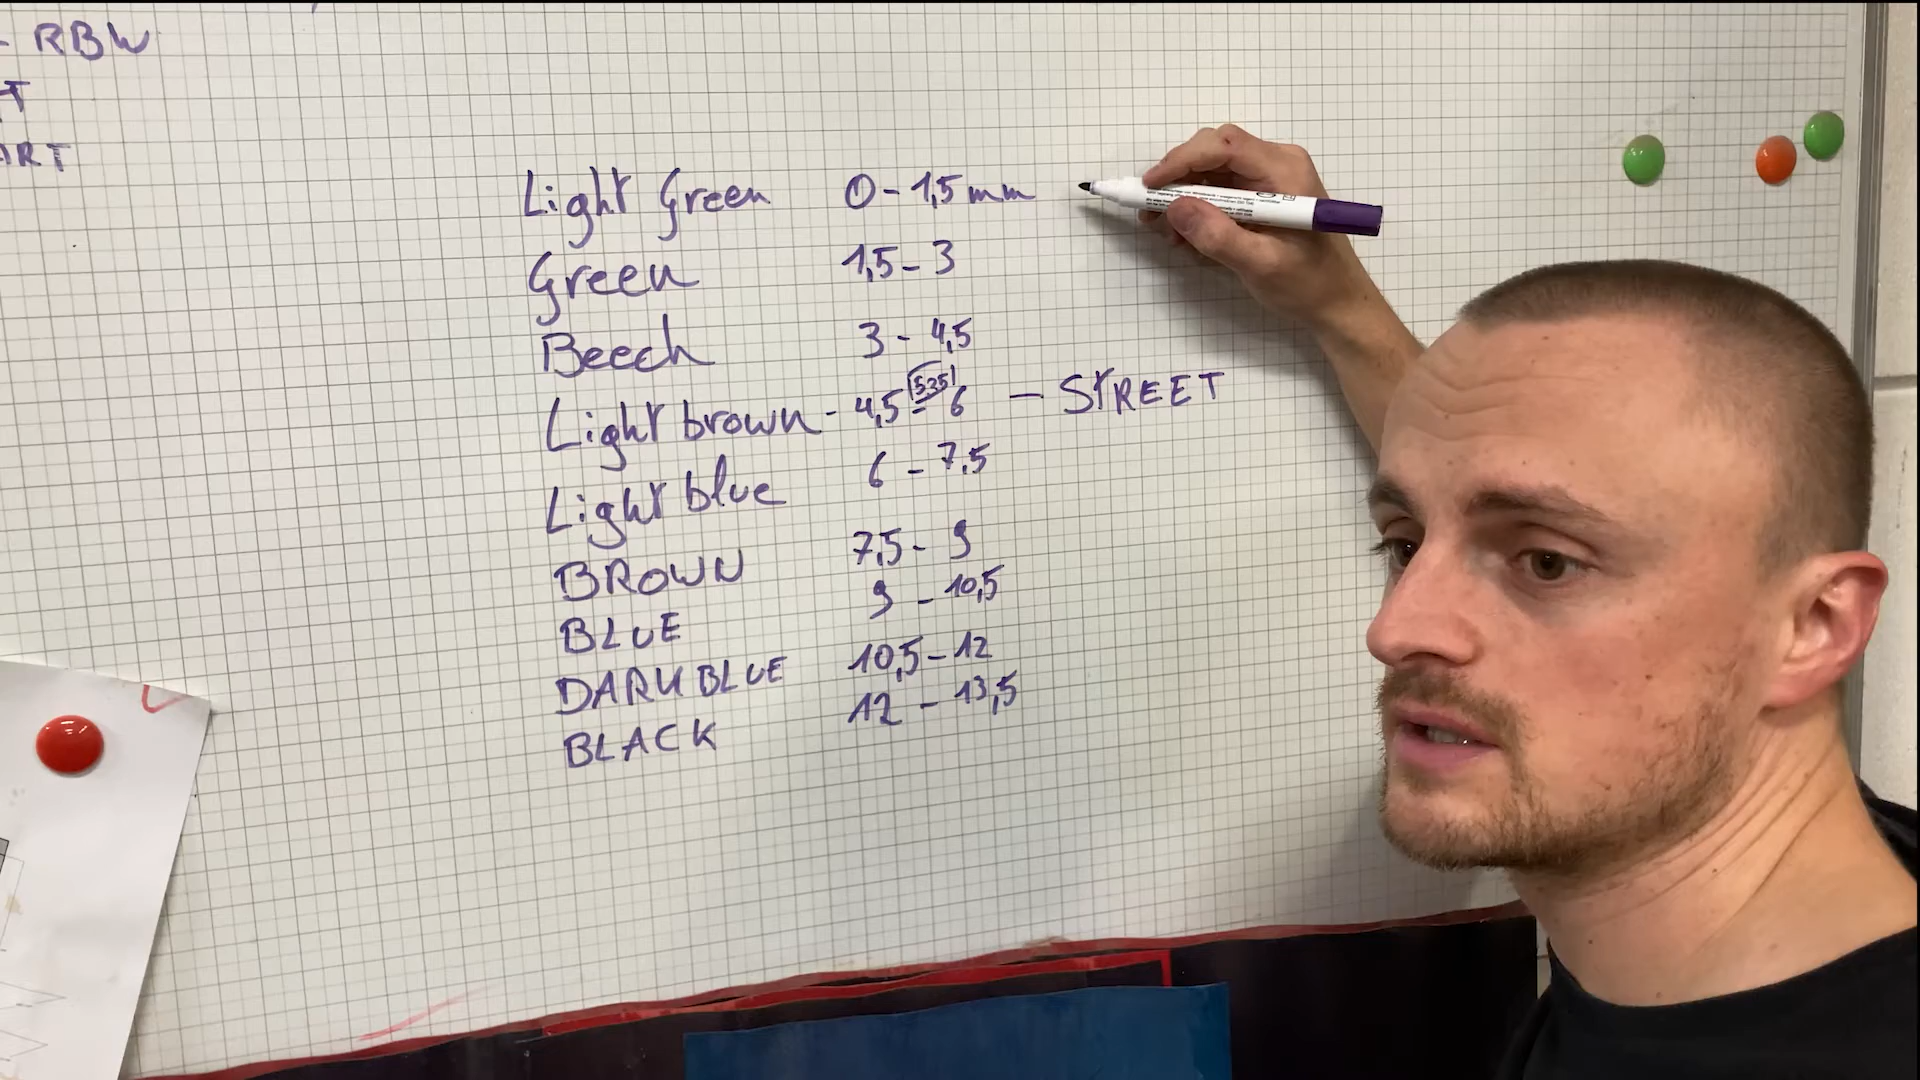 - RBW
T
ART
Light Green 0 - 1,5 mm
Green 1,5 - 3
Beech 3 - 4,5
Light brown - 4,5 - 6 - STREET
535!
Light blue 6 - 7,5
BROWN 7,5 - 9
BLUE 9 - 10,5
DARK BLUE 10,5 - 12
BLACK 12 - 13,5